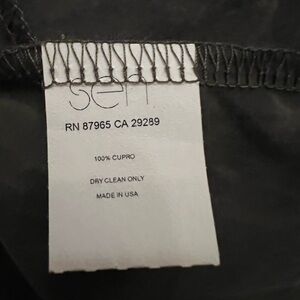 sen
RN 87965 CA 29289
100% CUPRO
DRY CLEAN ONLY
MADE IN USA